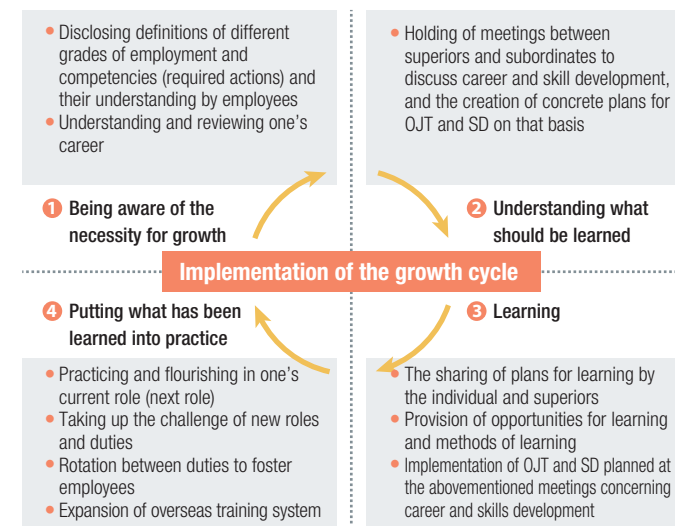 • Disclosing definitions of different
grades of employment and
competencies (required actions) and
their understanding by employees
• Understanding and reviewing one's
career
1 Being aware of the
necessity for growth
• Holding of meetings between
superiors and subordinates to
discuss career and skill development,
and the creation of concrete plans for
OJT and SD on that basis
2 Understanding what
should be learned
Implementation of the growth cycle
3 Learning
• The sharing of plans for learning by
the individual and superiors
• Provision of opportunities for learning
and methods of learning
• Implementation of OJT and SD planned at
the abovementioned meetings concerning
career and skills development
4 Putting what has been
learned into practice
• Practicing and flourishing in one's
current role (next role)
• Taking up the challenge of new roles
and duties
• Rotation between duties to foster
employees
• Expansion of overseas training system